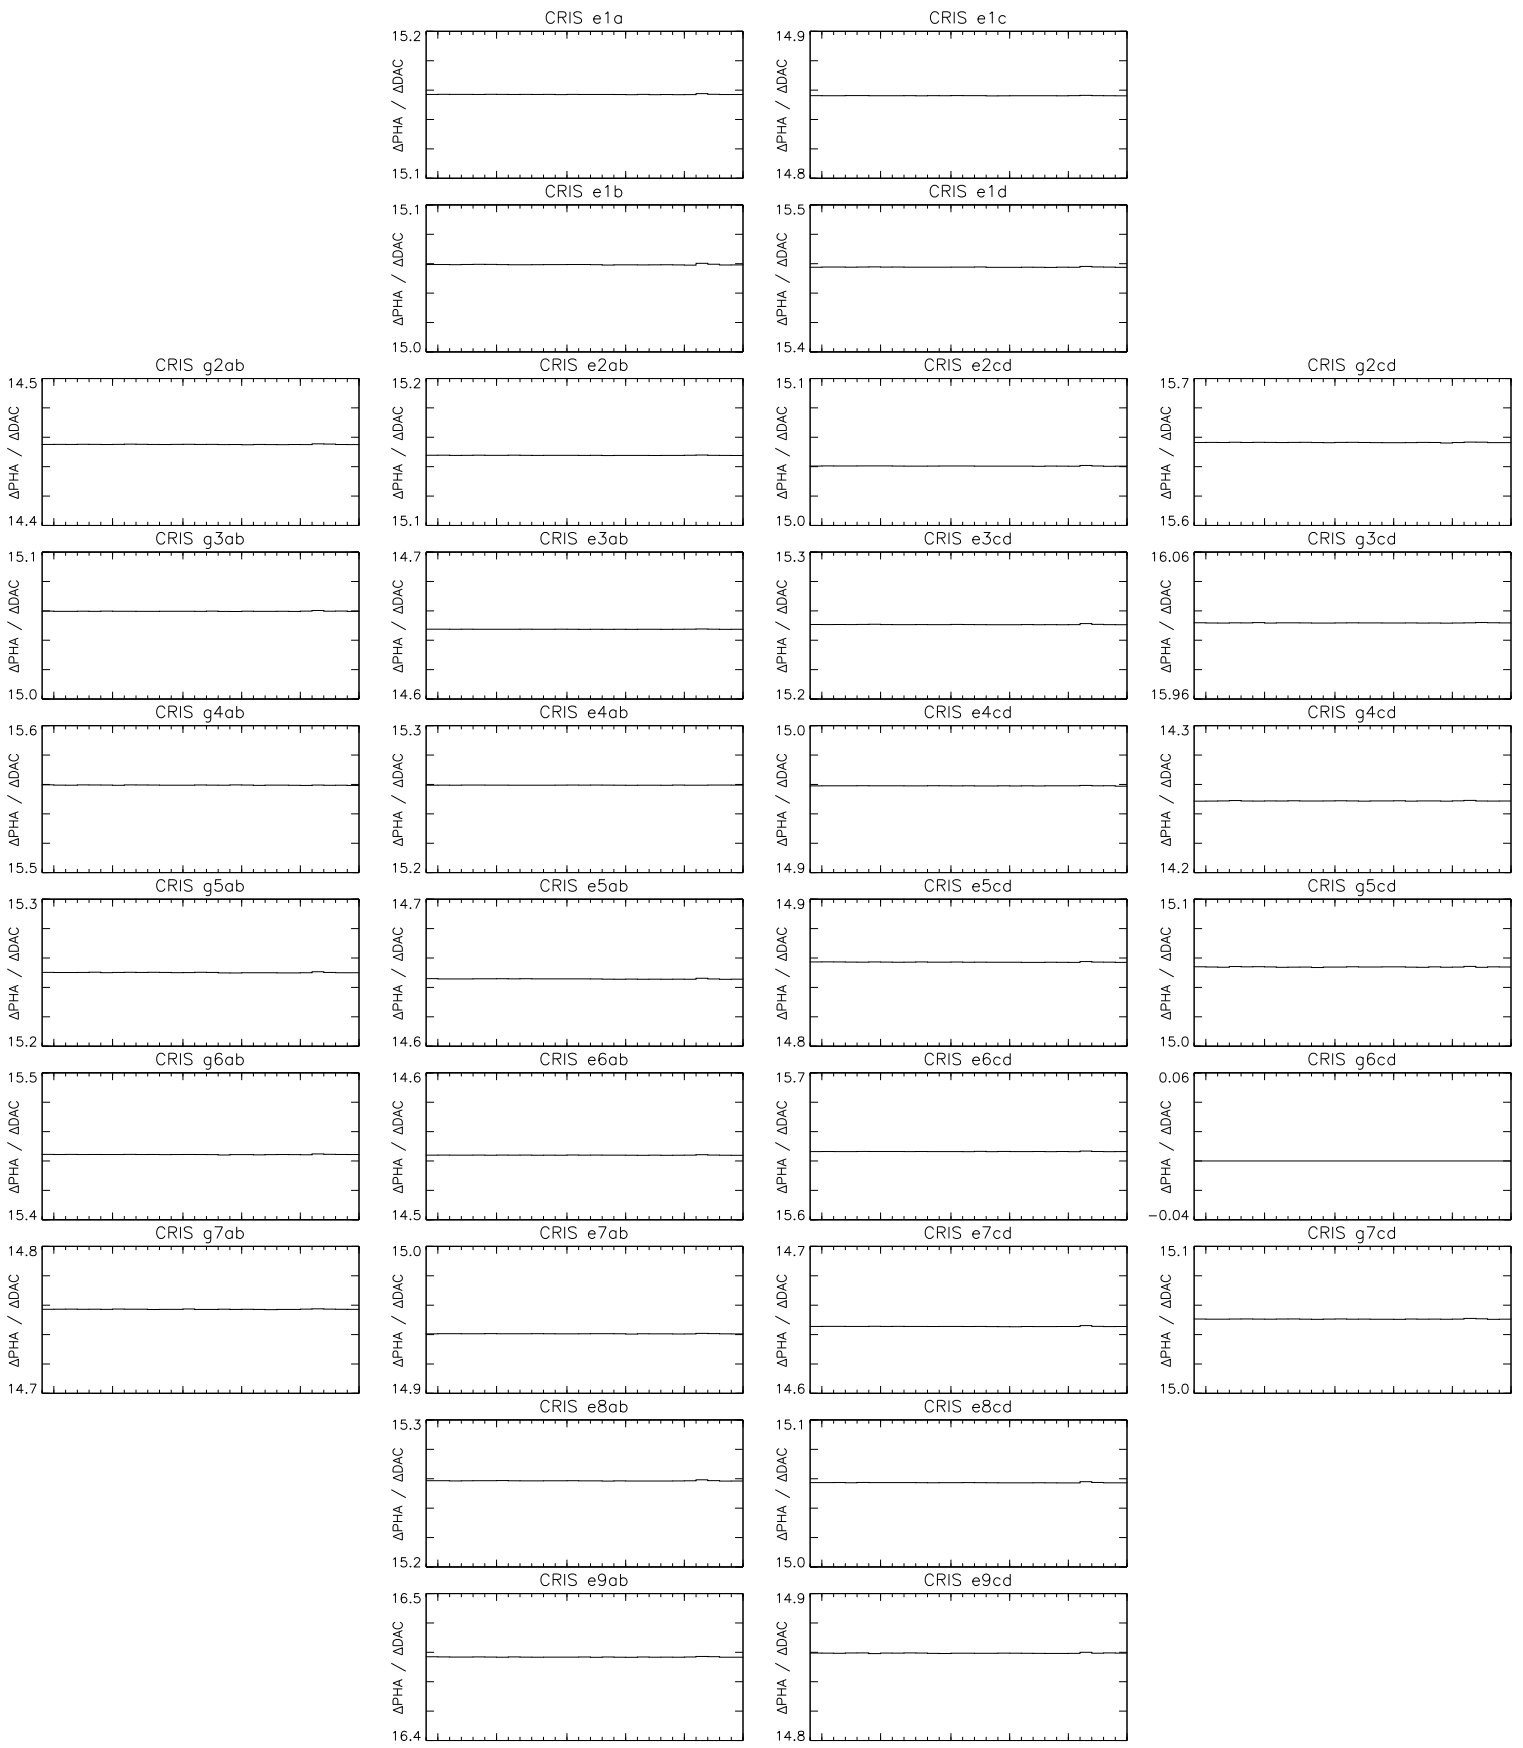 CRIS e1a
CRIS e1c
15.2
ΔPHA / ΔDAC
15.1
14.9
ΔPHA / ΔDAC
14.8
CRIS e1b
CRIS e1d
15.1
ΔPHA / ΔDAC
15.0
15.5
ΔPHA / ΔDAC
15.4
CRIS g2ab
CRIS e2ab
CRIS e2cd
CRIS g2cd
14.5
ΔPHA / ΔDAC
14.4
15.2
ΔPHA / ΔDAC
15.1
15.1
ΔPHA / ΔDAC
15.0
15.7
ΔPHA / ΔDAC
15.6
CRIS g3ab
CRIS e3ab
CRIS e3cd
CRIS g3cd
15.1
ΔPHA / ΔDAC
15.0
14.7
ΔPHA / ΔDAC
14.6
15.3
ΔPHA / ΔDAC
15.2
16.06
ΔPHA / ΔDAC
15.96
CRIS g4ab
CRIS e4ab
CRIS e4cd
CRIS g4cd
15.6
ΔPHA / ΔDAC
15.5
15.3
ΔPHA / ΔDAC
15.2
15.0
ΔPHA / ΔDAC
14.9
14.3
ΔPHA / ΔDAC
14.2
CRIS g5ab
CRIS e5ab
CRIS e5cd
CRIS g5cd
15.3
ΔPHA / ΔDAC
15.2
14.7
ΔPHA / ΔDAC
14.6
14.9
ΔPHA / ΔDAC
14.8
15.1
ΔPHA / ΔDAC
15.0
CRIS g6ab
CRIS e6ab
CRIS e6cd
CRIS g6cd
15.5
ΔPHA / ΔDAC
15.4
14.6
ΔPHA / ΔDAC
14.5
15.7
ΔPHA / ΔDAC
15.6
0.06
ΔPHA / ΔDAC
−0.04
CRIS g7ab
CRIS e7ab
CRIS e7cd
CRIS g7cd
14.8
ΔPHA / ΔDAC
14.7
15.0
ΔPHA / ΔDAC
14.9
14.7
ΔPHA / ΔDAC
14.6
15.1
ΔPHA / ΔDAC
15.0
CRIS e8ab
CRIS e8cd
15.3
ΔPHA / ΔDAC
15.2
15.1
ΔPHA / ΔDAC
15.0
CRIS e9ab
CRIS e9cd
16.5
ΔPHA / ΔDAC
16.4
14.9
ΔPHA / ΔDAC
14.8